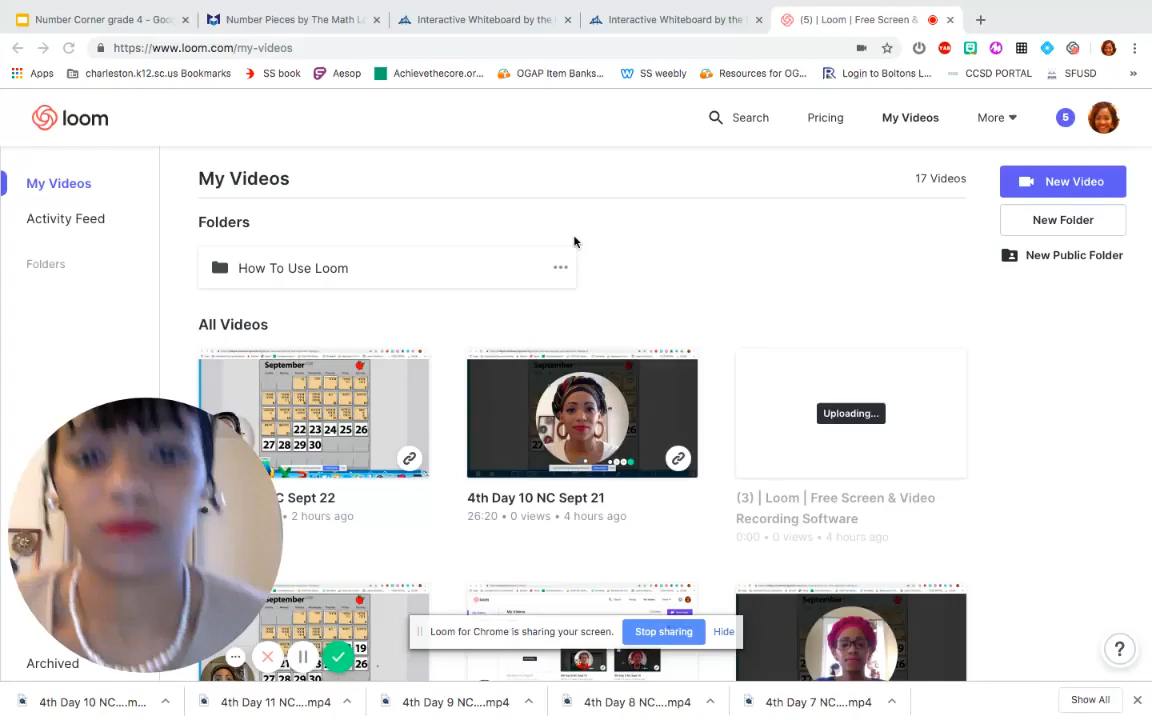 Number Corner grade 4 - Goo
Number Pieces by The Math L
Interactive Whiteboard by the
Interactive Whiteboard by the
(5) | Loom | Free Screen &
https://www.loom.com/my-videos
Apps
charleston.k12.sc.us Bookmarks
SS book
Aesop
Achievethecore.or...
OGAP Item Banks...
SS weebly
Resources for OG...
Login to Boltons L...
CCSD PORTAL
SFUSD
»
loom
Search
Pricing
My Videos
More
5
My Videos
Activity Feed
Folders
Archived
My Videos
17 Videos
New Video
New Folder
New Public Folder
Folders
How To Use Loom
All Videos
September
22 23 24 25 26
27 28 29 30
C Sept 22
• 2 hours ago
27 28 29 30
4th Day 10 NC Sept 21
26:20 • 0 views • 4 hours ago
Uploading...
(3) | Loom | Free Screen & Video
Recording Software
0:00 • 0 views • 4 hours ago
Loom for Chrome is sharing your screen.
Stop sharing
Hide
?
4th Day 10 NC....m...
4th Day 11 NC....mp4
4th Day 9 NC....mp4
4th Day 8 NC....mp4
4th Day 7 NC....mp4
Show All